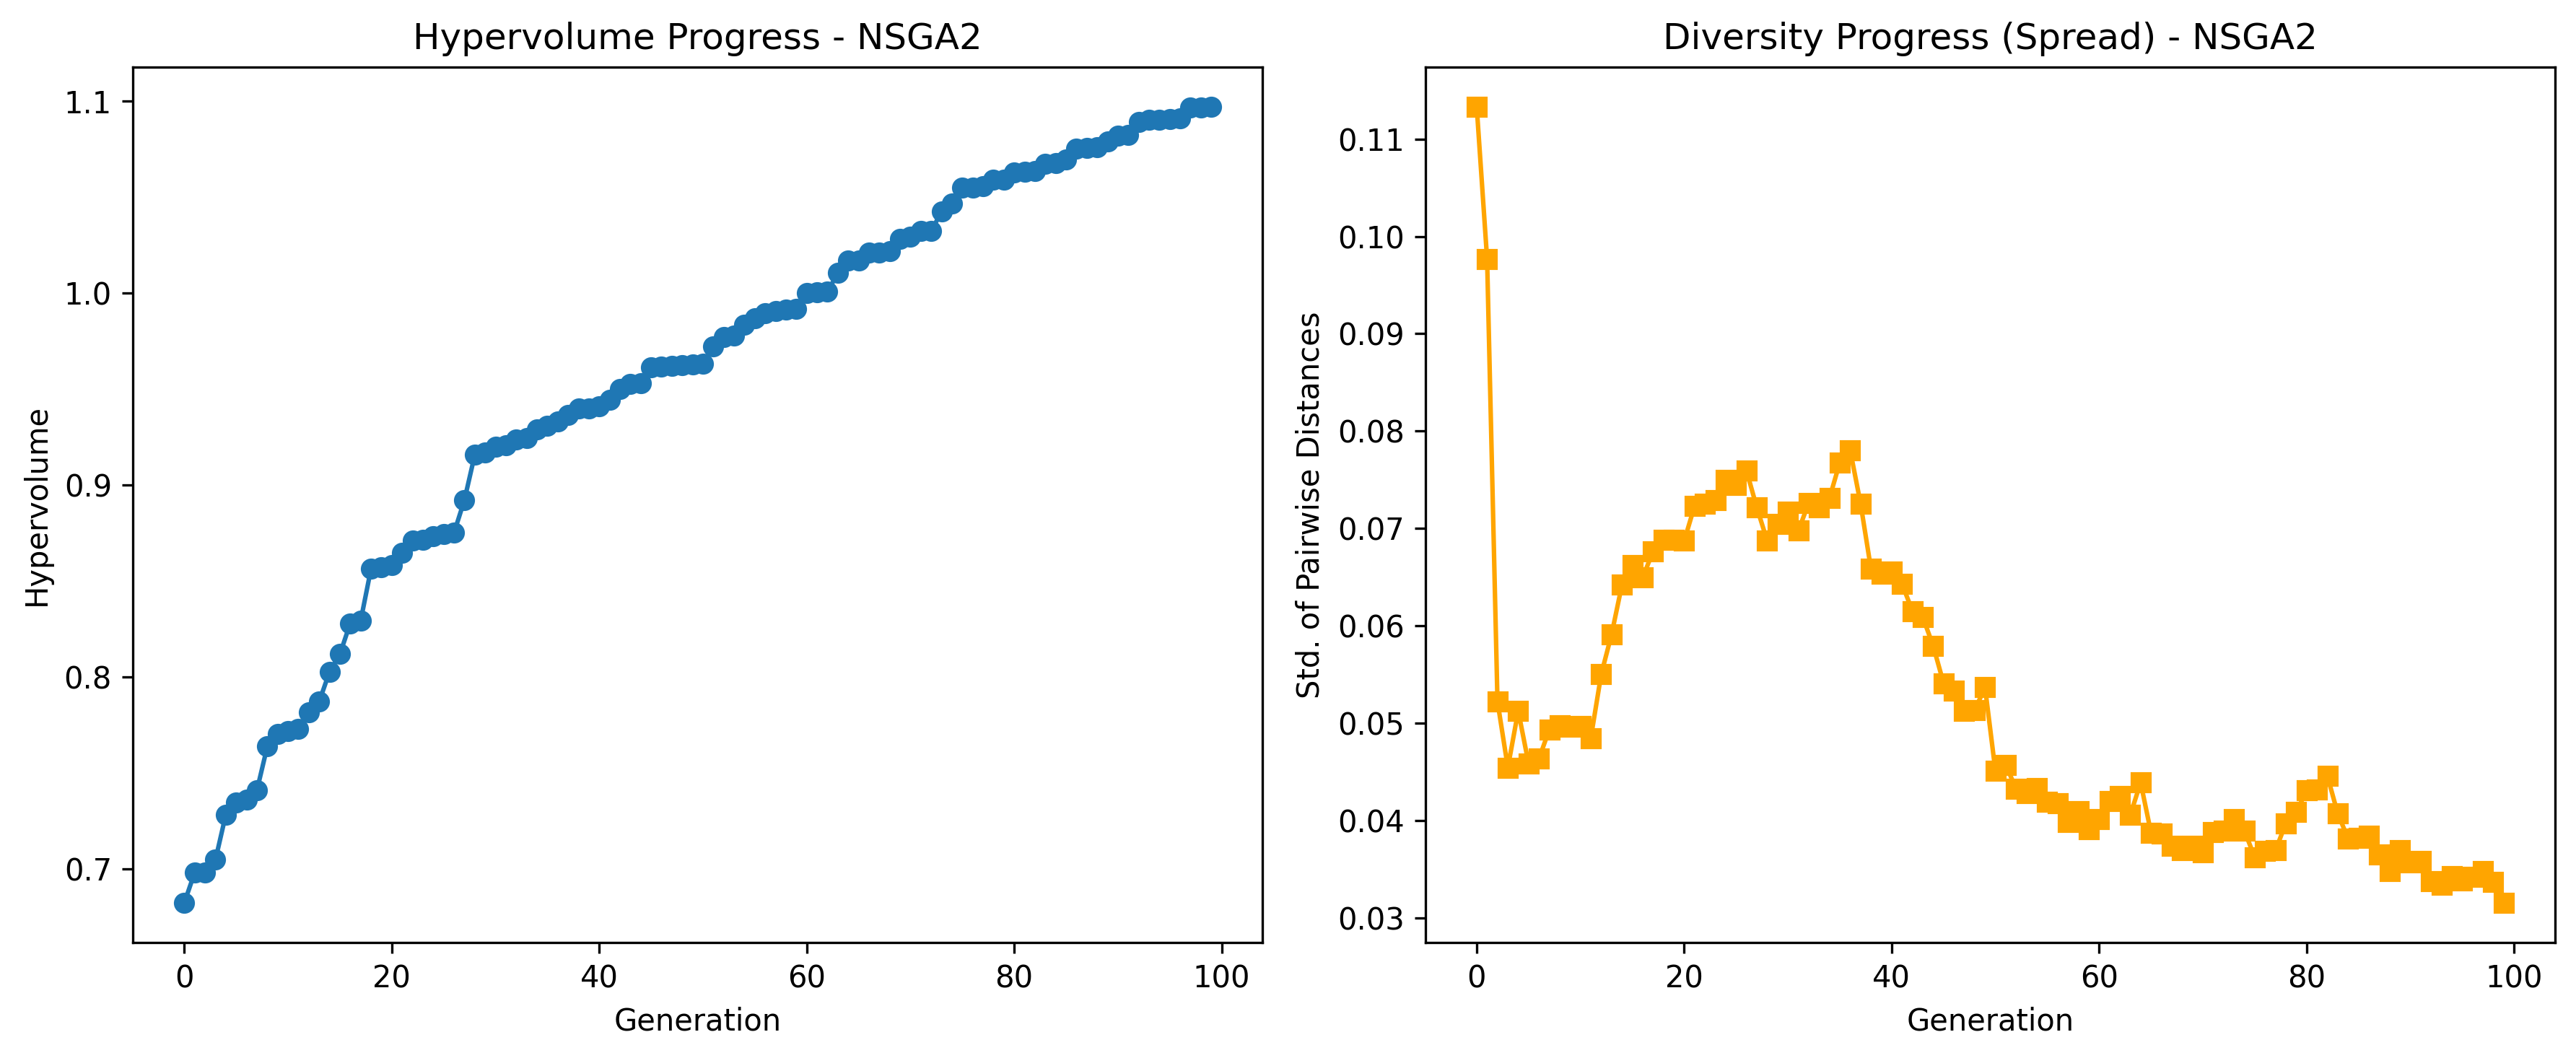 Hypervolume Progress - NSGA2
Hypervolume
1.1
1.0
0.9
0.8
0.7
0 20 40 60 80 100
Generation
Diversity Progress (Spread) - NSGA2
Std. of Pairwise Distances
0.11
0.10
0.09
0.08
0.07
0.06
0.05
0.04
0.03
0 20 40 60 80 100
Generation